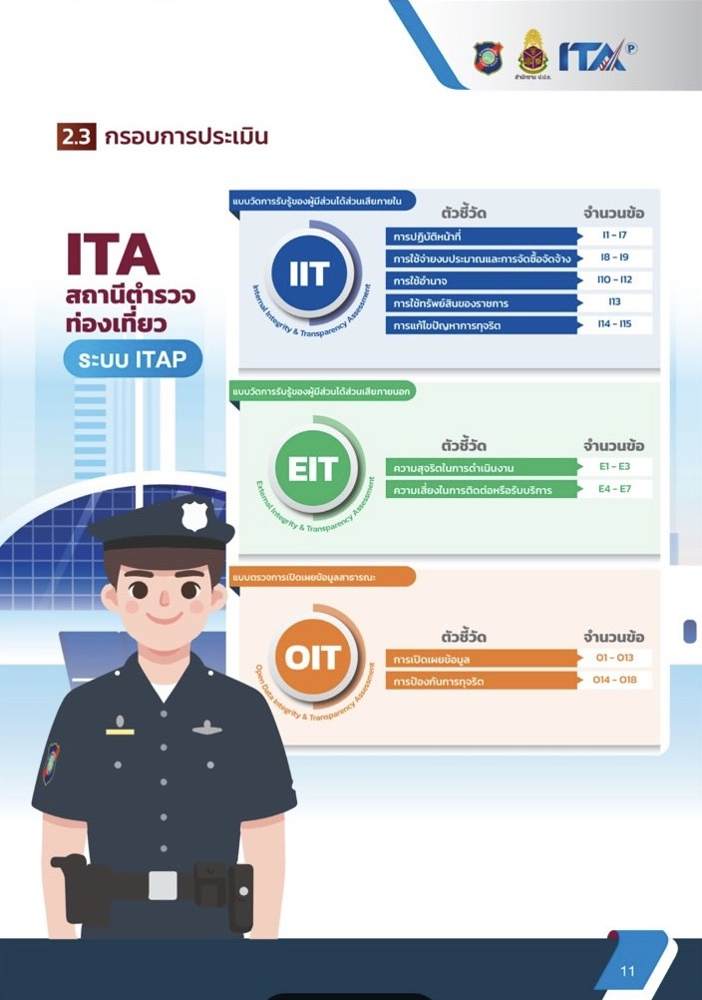 สำนักงาน ป.ป.ช.
ITA P
2.3 กรอบการประเมิน
ITA
สถานีตำรวจ
ท่องเที่ยว
ระบบ ITAP
แบบวัดการรับรู้ของผู้มีส่วนได้ส่วนเสียภายใน
IIT
Internal Integrity & Transparency Assessment
ตัวชี้วัด จำนวนข้อ
การปฏิบัติหน้าที่ I1 - I7
การใช้จ่ายงบประมาณและการจัดซื้อจัดจ้าง I8 - I9
การใช้อำนาจ I10 - I12
การใช้ทรัพย์สินของราชการ I13
การแก้ไขปัญหาการทุจริต I14 - I15
แบบวัดการรับรู้ของผู้มีส่วนได้ส่วนเสียภายนอก
EIT
External Integrity & Transparency Assessment
ตัวชี้วัด จำนวนข้อ
ความสุจริตในการดำเนินงาน E1 - E3
ความเสี่ยงในการติดต่อหรือรับบริการ E4 - E7
แบบตรวจการเปิดเผยข้อมูลสาธารณะ
OIT
Open Data Integrity & Transparency Assessment
ตัวชี้วัด จำนวนข้อ
การเปิดเผยข้อมูล O1 - O13
การป้องกันการทุจริต O14 - O18
11